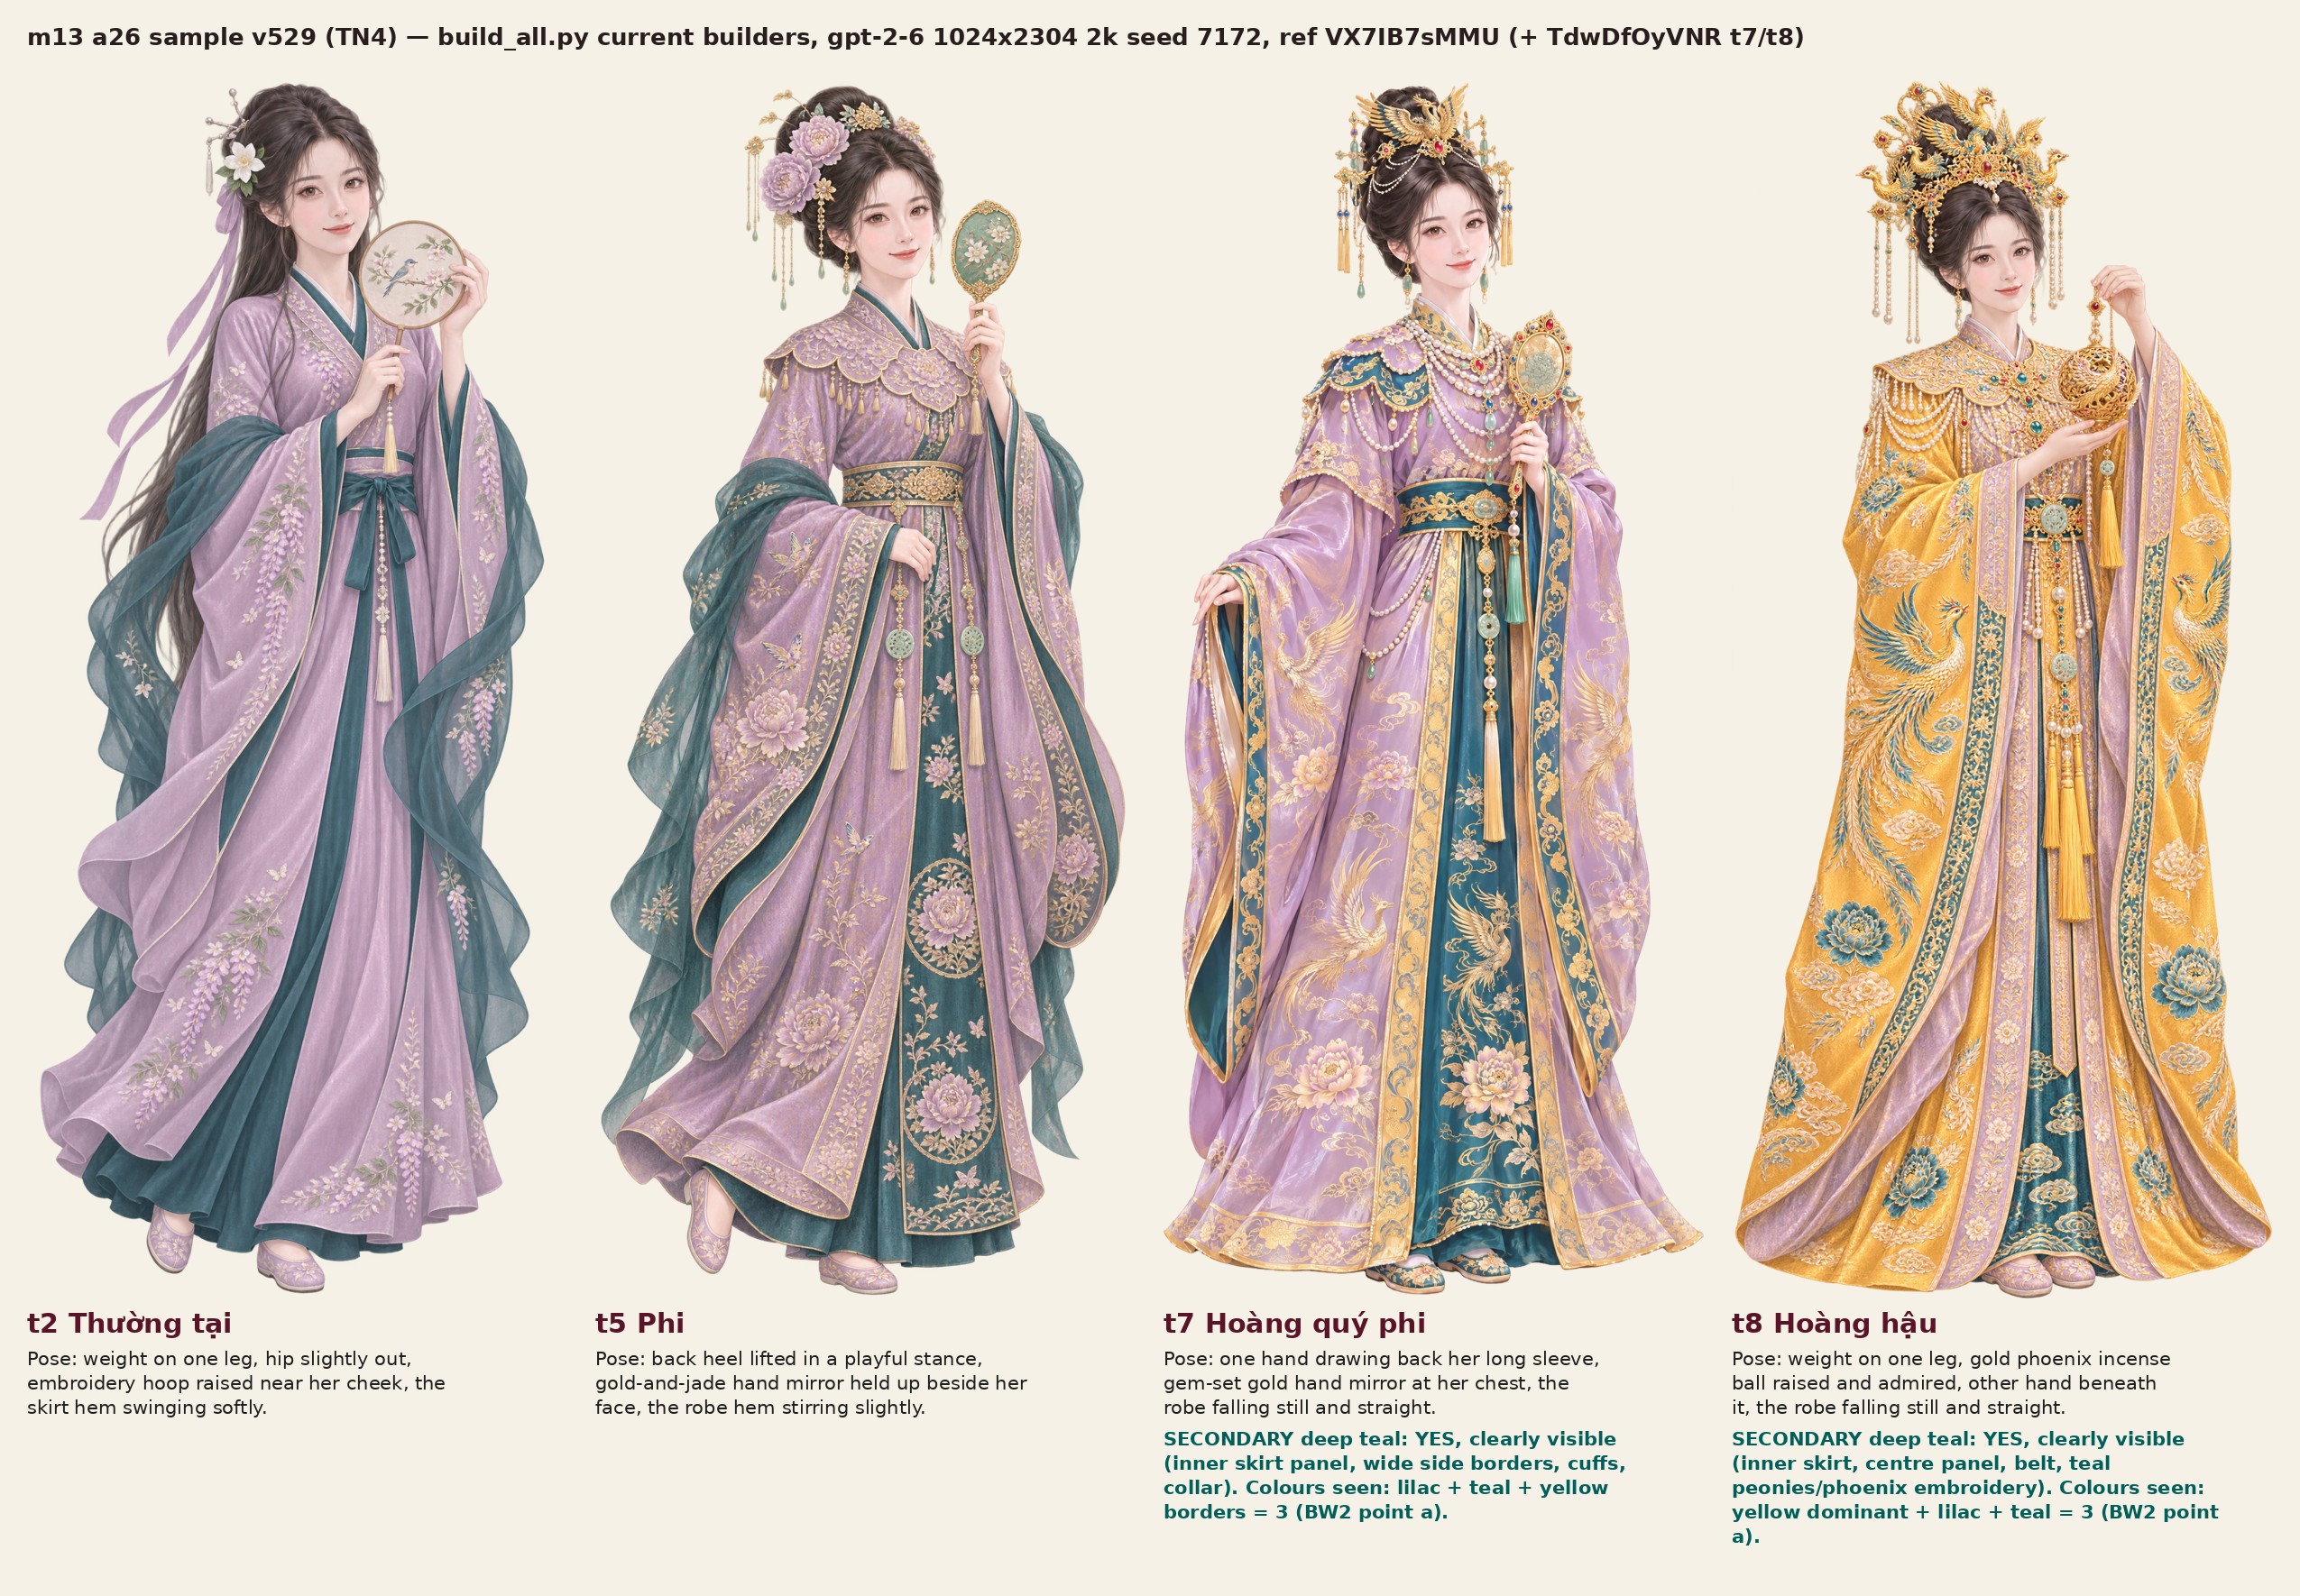 m13 a26 sample v529 (TN4) — build_all.py current builders, gpt-2-6 1024x2304 2k seed 7172, ref VX7IB7sMMU (+ TdwDfOyVNR t7/t8)
t2 Thường tại
Pose: weight on one leg, hip slightly out,
embroidery hoop raised near her cheek, the
skirt hem swinging softly.
t5 Phi
Pose: back heel lifted in a playful stance,
gold-and-jade hand mirror held up beside her
face, the robe hem stirring slightly.
t7 Hoàng quý phi
Pose: one hand drawing back her long sleeve,
gem-set gold hand mirror at her chest, the
robe falling still and straight.
SECONDARY deep teal: YES, clearly visible
(inner skirt panel, wide side borders, cuffs,
collar). Colours seen: lilac + teal + yellow
borders = 3 (BW2 point a).
t8 Hoàng hậu
Pose: weight on one leg, gold phoenix incense
ball raised and admired, other hand beneath
it, the robe falling still and straight.
SECONDARY deep teal: YES, clearly visible
(inner skirt, centre panel, belt, teal
peonies/phoenix embroidery). Colours seen:
yellow dominant + lilac + teal = 3 (BW2 point
a).